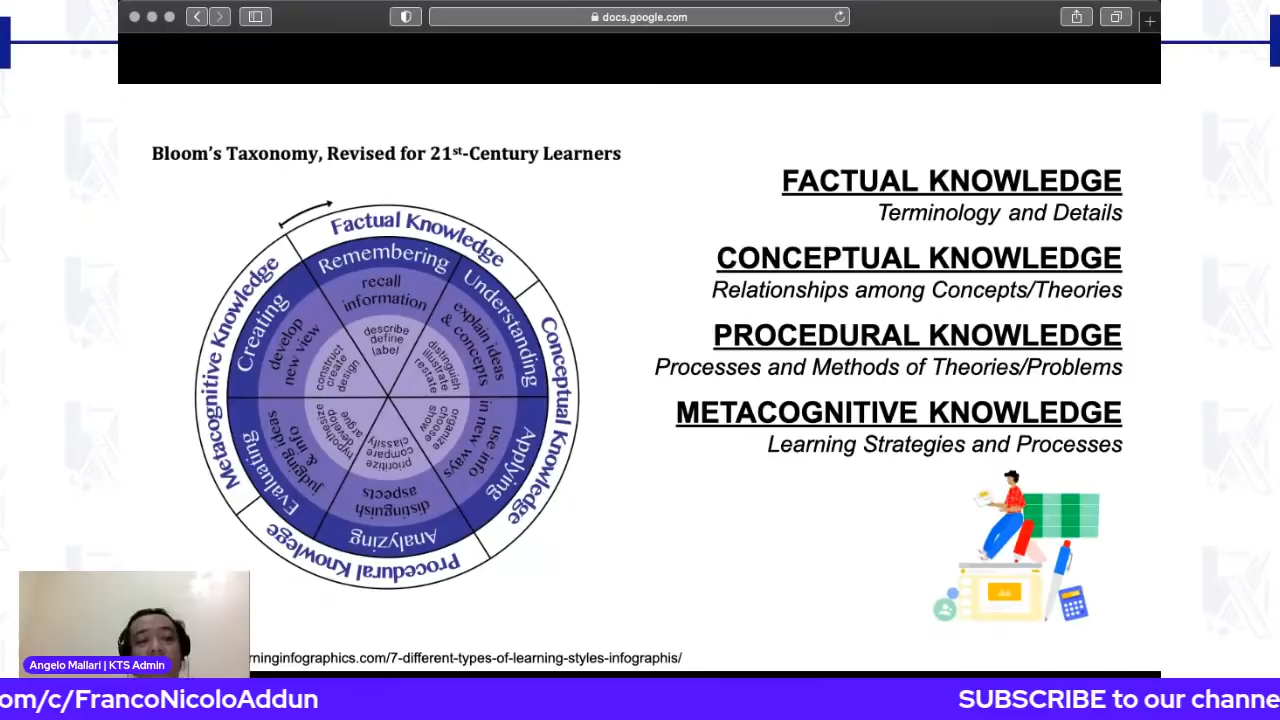 docs.google.com
Bloom's Taxonomy, Revised for 21st-Century Learners
Factual Knowledge
Conceptual Knowledge
Procedural Knowlege
Metacognitive Knowledge
Remembering
recall
information
describe
define
label
Understanding
explain ideas
& concepts
distinguish
illustrate
restate
Applying
use info
in new ways
organize
choose
show
Analyzing
distinguish
aspects
prioritize
compare
classify
Evaluating
judging ideas
& info
hypothesize
develop
argue
Creating
develop
new view
construct
create
design
FACTUAL KNOWLEDGE
Terminology and Details
CONCEPTUAL KNOWLEDGE
Relationships among Concepts/Theories
PROCEDURAL KNOWLEDGE
Processes and Methods of Theories/Problems
METACOGNITIVE KNOWLEDGE
Learning Strategies and Processes
rninginfographics.com/7-different-types-of-learning-styles-infographis/
Angelo Mallari | KTS Admin
om/c/FrancoNicoloAddun
SUBSCRIBE to our channe